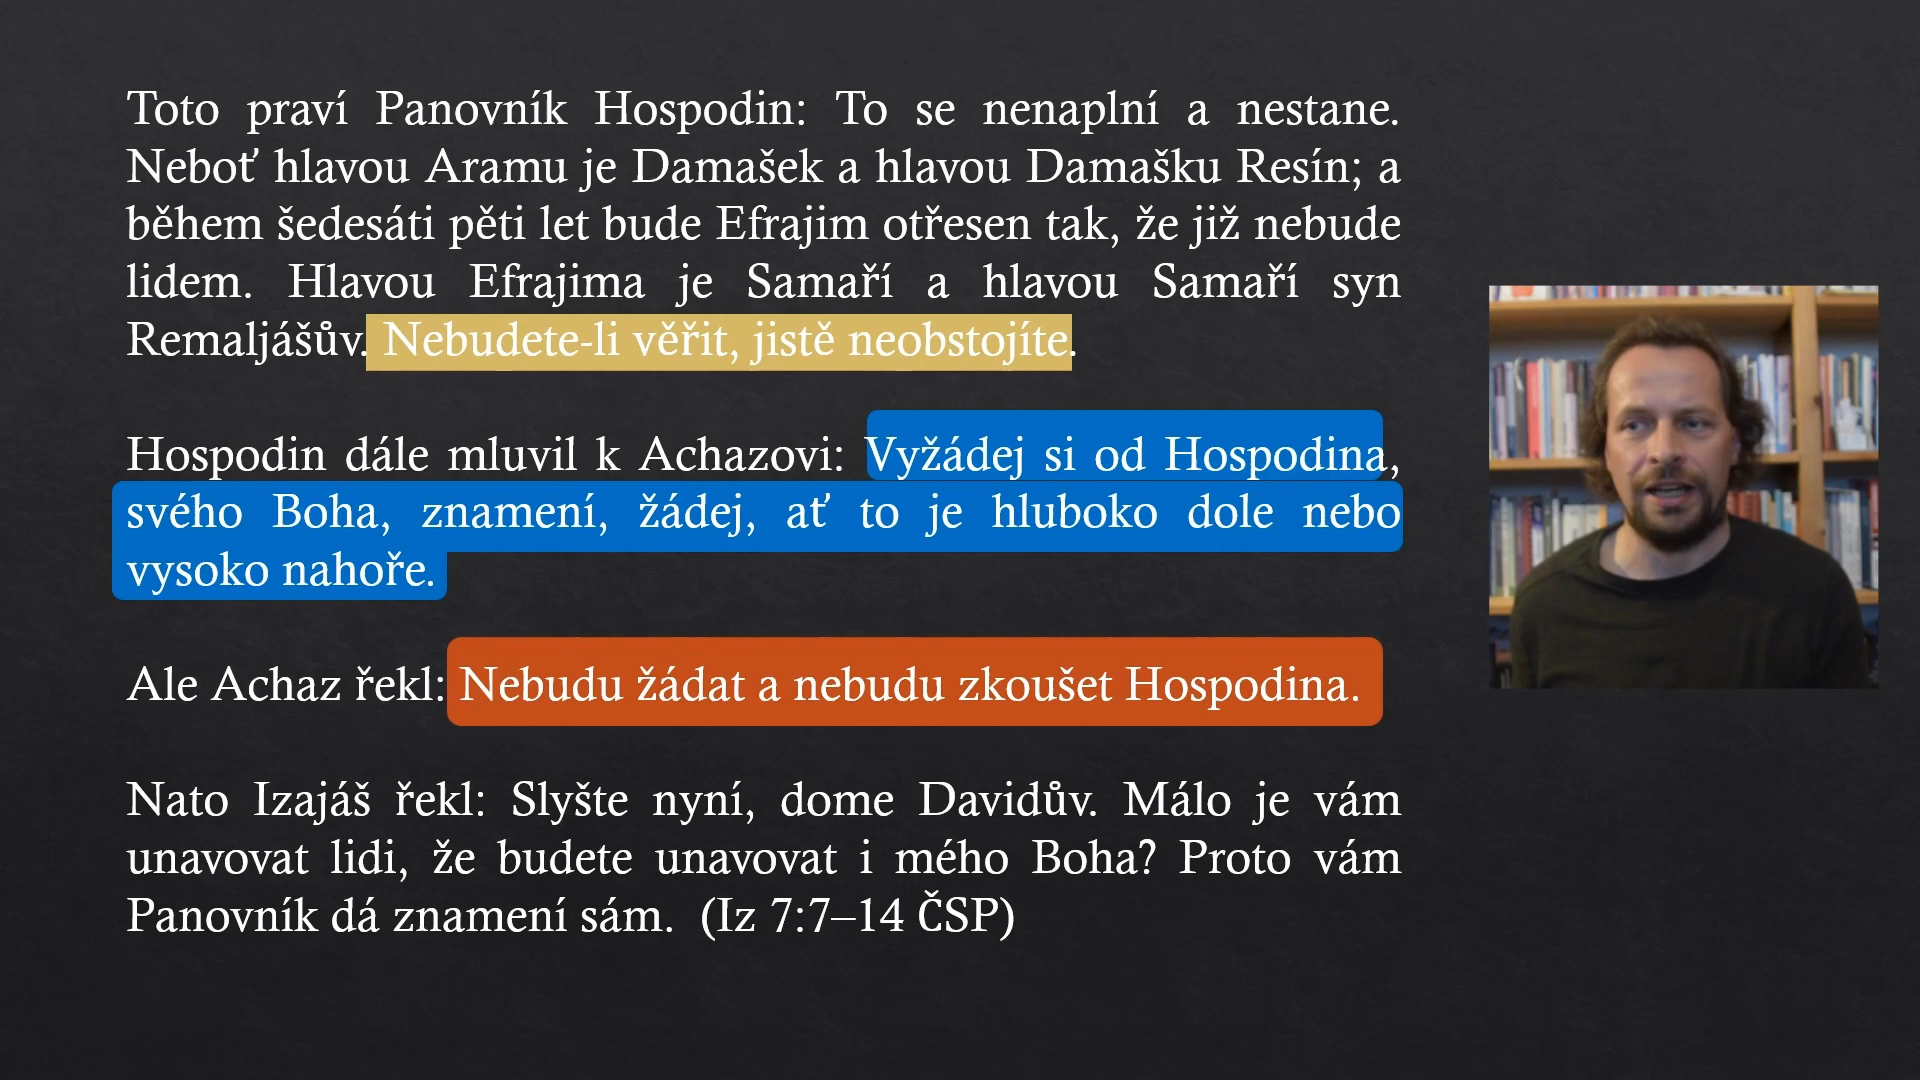 Toto praví Panovník Hospodin: To se nenaplní a nestane.
Neboť hlavou Aramu je Damašek a hlavou Damašku Resín; a
během šedesáti pěti let bude Efrajim otřesen tak, že již nebude
lidem. Hlavou Efrajima je Samaří a hlavou Samaří syn
Remaljášův. Nebudete-li věřit, jistě neobstojíte.
Hospodin dále mluvil k Achazovi: Vyžádej si od Hospodina,
svého Boha, znamení, žádej, ať to je hluboko dole nebo
vysoko nahoře.
Ale Achaz řekl: Nebudu žádat a nebudu zkoušet Hospodina.
Nato Izajáš řekl: Slyšte nyní, dome Davidův. Málo je vám
unavovat lidi, že budete unavovat i mého Boha? Proto vám
Panovník dá znamení sám. (Iz 7:7–14 ČSP)